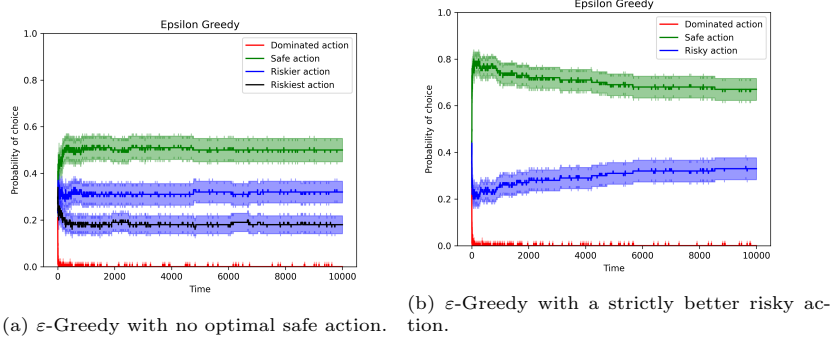 Epsilon Greedy
1.0
0.8
0.6
0.4
0.2
0.0
Probability of choice
Dominated action
Safe action
Riskier action
Riskiest action
0
2000
4000
6000
8000
10000
Time
(a) ε-Greedy with no optimal safe action.
Epsilon Greedy
1.0
0.8
0.6
0.4
0.2
0.0
Probability of choice
Dominated action
Safe action
Risky action
0
2000
4000
6000
8000
10000
Time
(b) ε-Greedy with a strictly better risky ac-
tion.